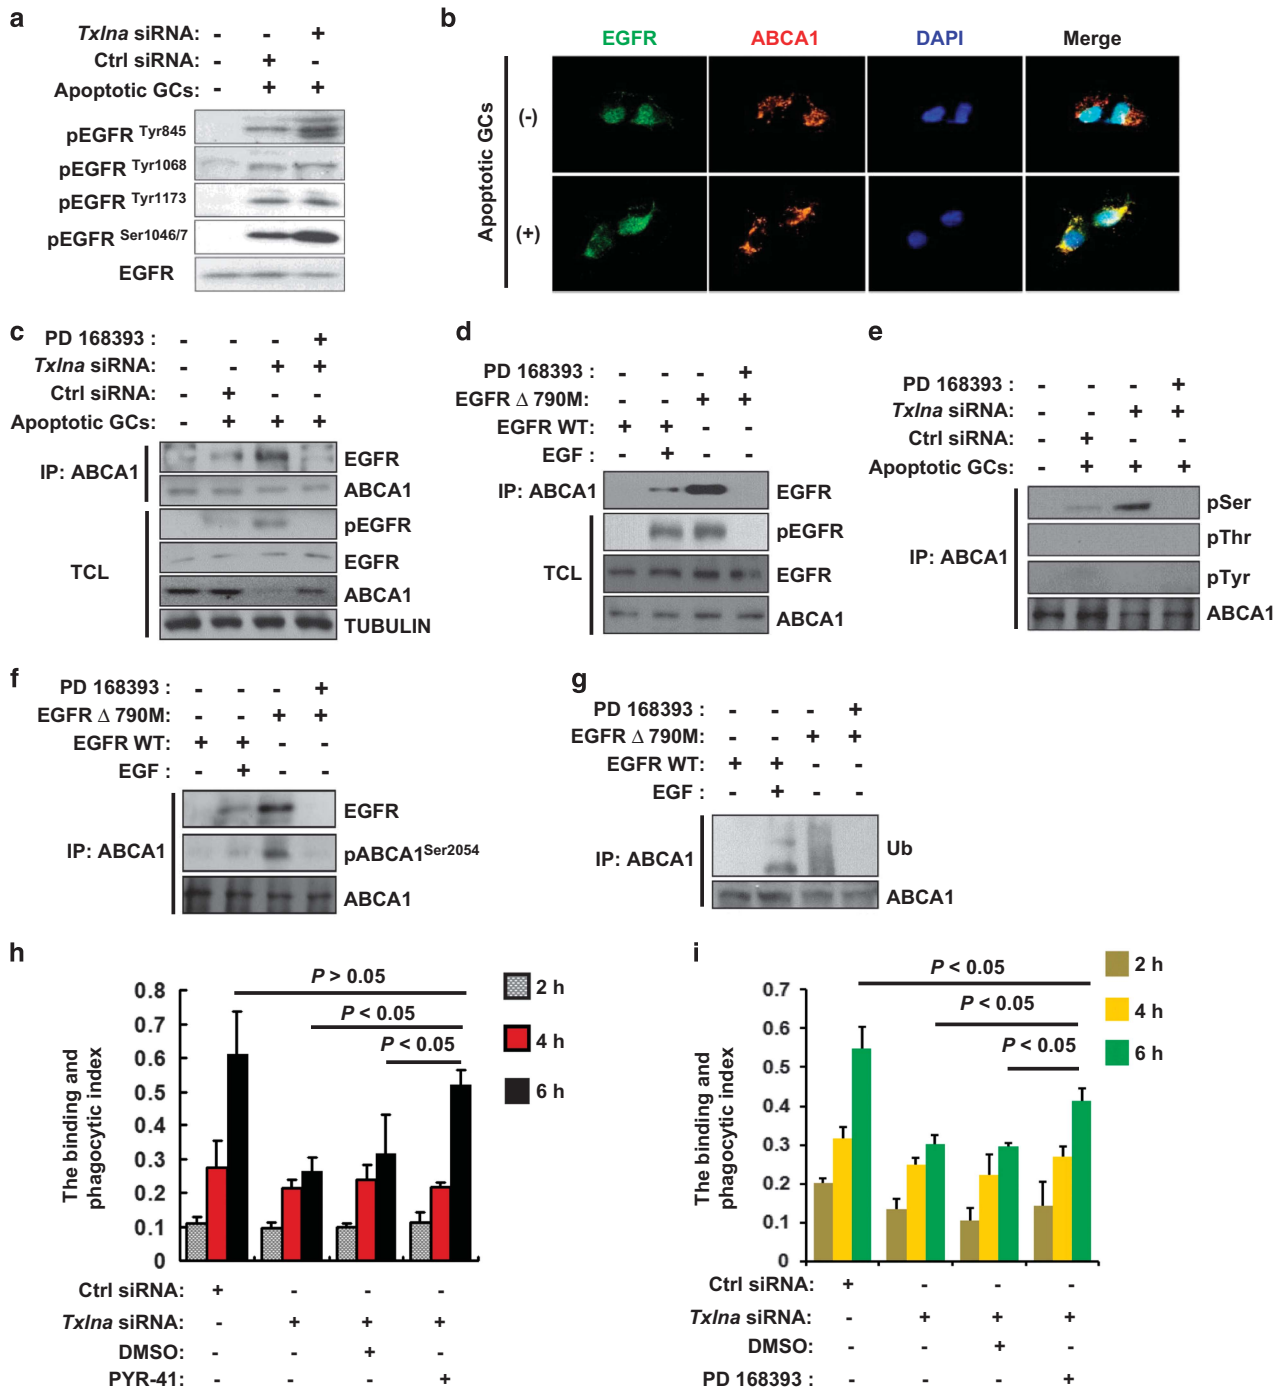 a
Txlna siRNA: - - +
Ctrl siRNA: - + -
Apoptotic GCs: - + +
pEGFR Tyr845
pEGFR Tyr1068
pEGFR Tyr1173
pEGFR Ser1046/7
EGFR
b
EGFR ABCA1 DAPI Merge
Apoptotic GCs
(-)
(+)
c
PD 168393 : - - - +
Txlna siRNA: - - + +
Ctrl siRNA: - + - -
Apoptotic GCs: - + + +
IP: ABCA1
EGFR
ABCA1
TCL
pEGFR
EGFR
ABCA1
TUBULIN
d
PD 168393 : - - - +
EGFR Δ 790M: - - + +
EGFR WT: + + - -
EGF : - + - -
IP: ABCA1
EGFR
TCL
pEGFR
EGFR
ABCA1
e
PD 168393 : - - - +
Txlna siRNA: - - + +
Ctrl siRNA: - + - -
Apoptotic GCs: - + + +
IP: ABCA1
pSer
pThr
pTyr
ABCA1
f
PD 168393 : - - - +
EGFR Δ 790M: - - + +
EGFR WT: + + - -
EGF : - + - -
IP: ABCA1
EGFR
pABCA1Ser2054
ABCA1
g
PD 168393 : - - - +
EGFR Δ 790M: - - + +
EGFR WT: + + - -
EGF : - + - -
IP: ABCA1
Ub
ABCA1
h
The binding and
phagocytic index
0.8
0.7
0.6
0.5
0.4
0.3
0.2
0.1
0
P > 0.05
P < 0.05
P < 0.05
2 h
4 h
6 h
Ctrl siRNA: + - - -
Txlna siRNA: - + + +
DMSO: - - + -
PYR-41: - - - +
i
The binding and
phagocytic index
0.7
0.6
0.5
0.4
0.3
0.2
0.1
0
P < 0.05
P < 0.05
P < 0.05
2 h
4 h
6 h
Ctrl siRNA: + - - -
Txlna siRNA: - + + +
DMSO: - - + -
PD 168393 : - - - +